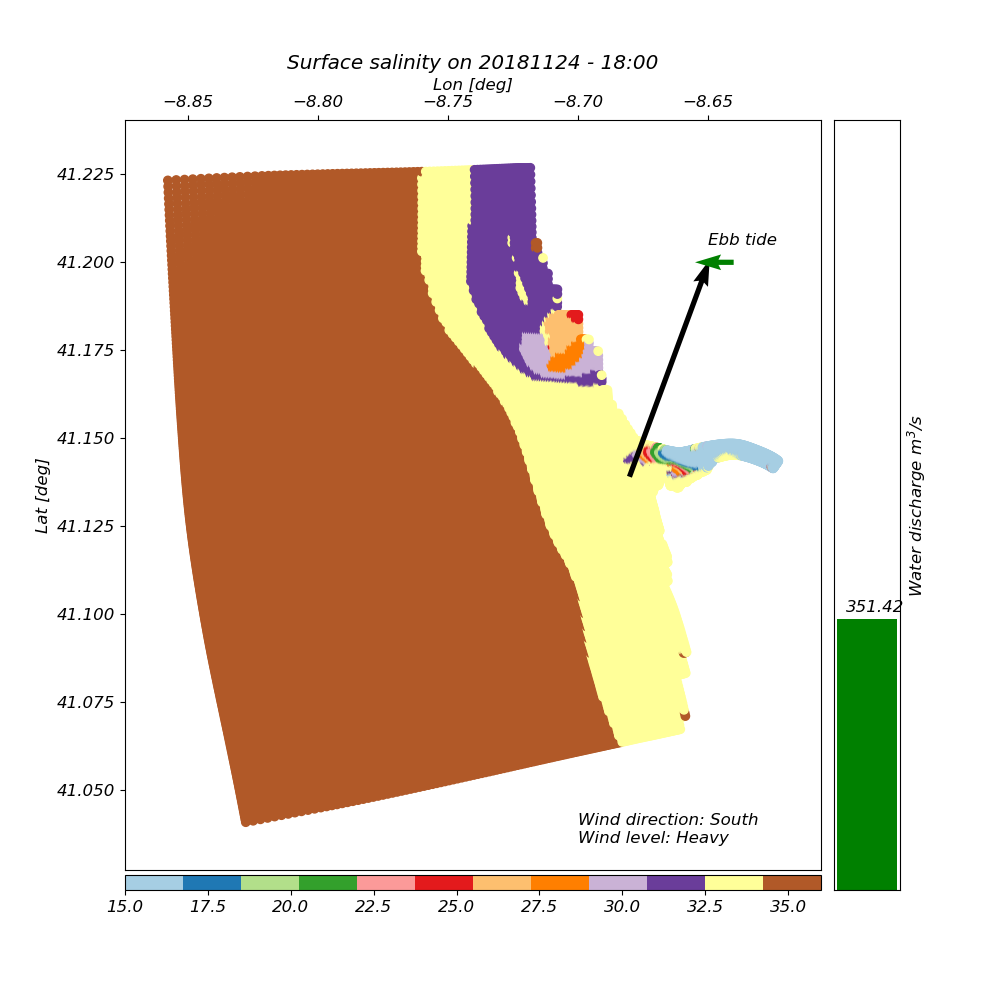 Surface salinity on 20181124 - 18:00
Lon [deg]
−8.85 −8.80 −8.75 −8.70 −8.65
41.225
41.200
41.175
41.150
41.125
41.100
41.075
41.050
Lat [deg]
Ebb tide
Wind direction: South
Wind level: Heavy
351.42
Water discharge m³/s
15.0 17.5 20.0 22.5 25.0 27.5 30.0 32.5 35.0